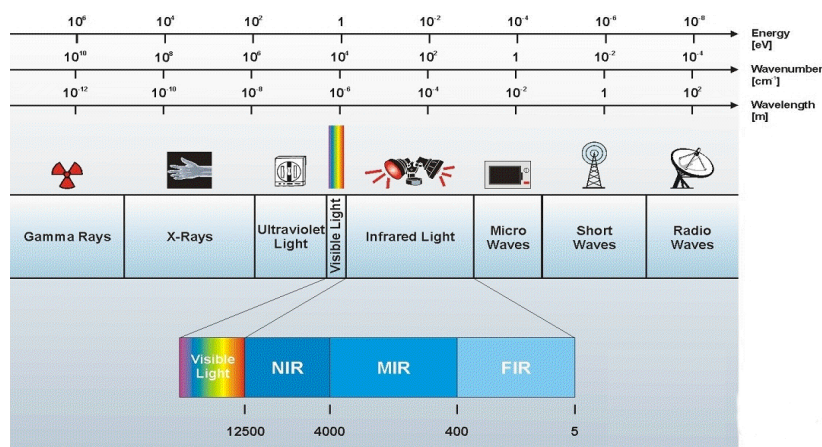 10⁶ 10⁴ 10² 1 10⁻² 10⁻⁴ 10⁻⁶ 10⁻⁸ Energy
[eV]
10¹⁰ 10⁸ 10⁶ 10⁴ 10² 1 10⁻² 10⁻⁴ Wavenumber
[cm⁻¹]
10⁻¹² 10⁻¹⁰ 10⁻⁸ 10⁻⁶ 10⁻⁴ 10⁻² 1 10² Wavelength
[m]
Gamma Rays
X-Rays
Ultraviolet
Light
Visible Light
Infrared Light
Micro
Waves
Short
Waves
Radio
Waves
Visible
Light
NIR
MIR
FIR
12500 4000 400 5